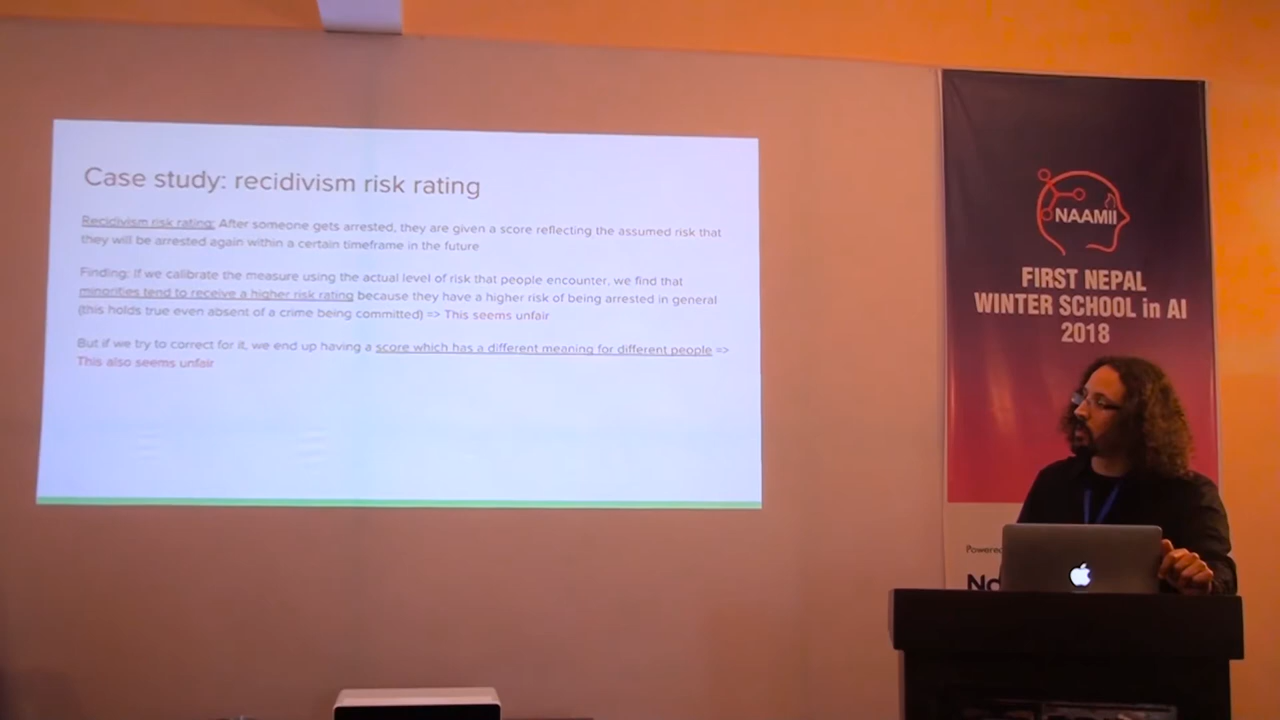 Case study: recidivism risk rating
Recidivism risk rating: After someone gets arrested, they are given a score reflecting the assumed risk that
they will be arrested again within a certain timeframe in the future
Finding: If we calibrate the measure using the actual level of risk that people encounter, we find that
minorities tend to receive a higher risk rating because they have a higher risk of being arrested in general
(this holds true even absent of a crime being committed) => This seems unfair
But if we try to correct for it, we end up having a score which has a different meaning for different people =>
This also seems unfair
NAAMII
FIRST NEPAL
WINTER SCHOOL in AI
2018
Powered